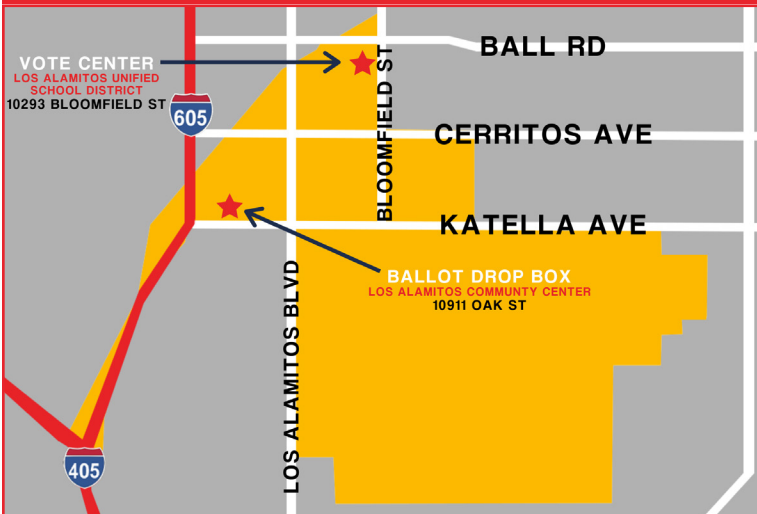 BALL RD
VOTE CENTER
LOS ALAMITOS UNIFIED
SCHOOL DISTRICT
10293 BLOOMFIELD ST
605
BLOOMFIELD ST
CERRITOS AVE
KATELLA AVE
BALLOT DROP BOX
LOS ALAMITOS COMMUNTY CENTER
10911 OAK ST
LOS ALAMITOS BLVD
405